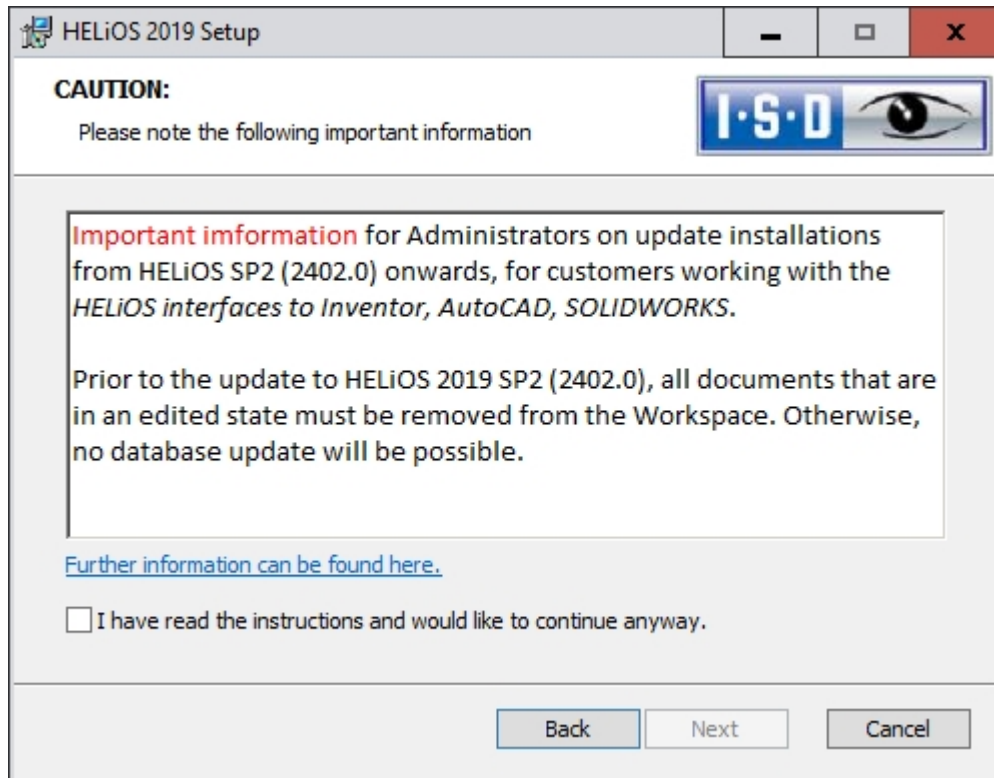 HELiOS 2019 Setup
CAUTION:
Please note the following important information
I·S·D
Important imformation for Administrators on update installations
from HELiOS SP2 (2402.0) onwards, for customers working with the
HELiOS interfaces to Inventor, AutoCAD, SOLIDWORKS.
Prior to the update to HELiOS 2019 SP2 (2402.0), all documents that are
in an edited state must be removed from the Workspace. Otherwise,
no database update will be possible.
Further information can be found here.
I have read the instructions and would like to continue anyway.
Back Next Cancel